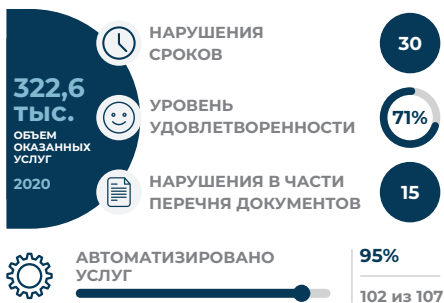 322,6
ТЫС.
ОБЪЕМ
ОКАЗАННЫХ
УСЛУГ
2020
НАРУШЕНИЯ
СРОКОВ
30
УРОВЕНЬ
УДОВЛЕТВОРЕННОСТИ
71%
НАРУШЕНИЯ В ЧАСТИ
ПЕРЕЧНЯ ДОКУМЕНТОВ
15
АВТОМАТИЗИРОВАНО
УСЛУГ
95%
102 из 107